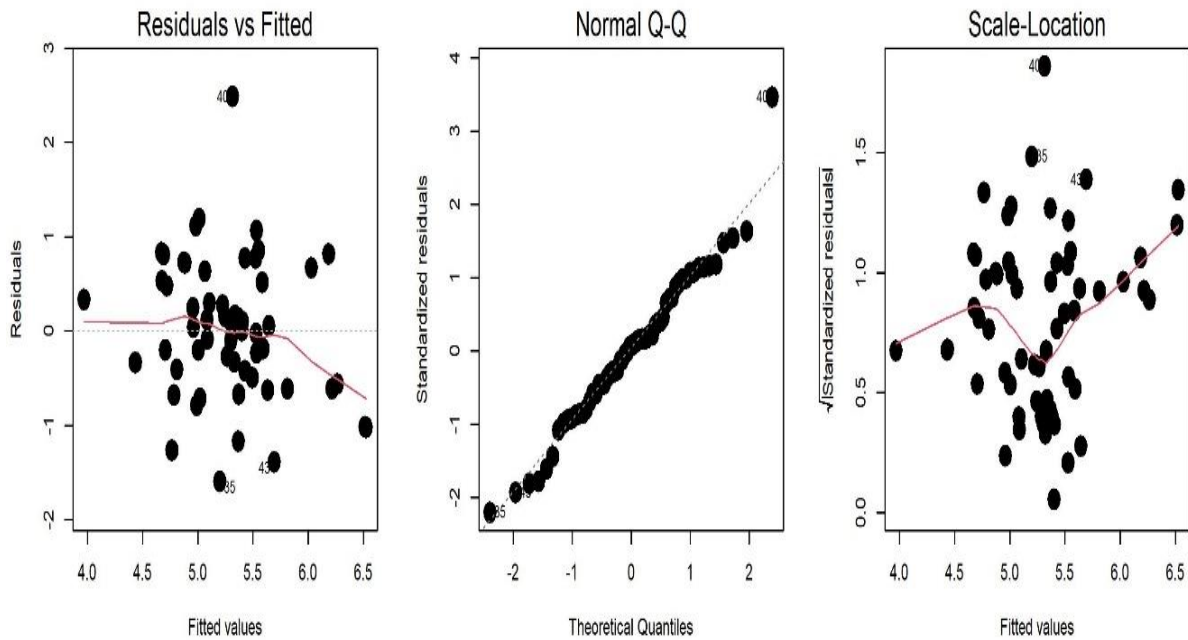 Residuals vs Fitted
Residuals
3
2
1
0
-1
-2
40
43
35
4.0 4.5 5.0 5.5 6.0 6.5
Fitted values
Normal Q-Q
Standardized residuals
4
3
2
1
0
-1
-2
40
35
-2 -1 0 1 2
Theoretical Quantiles
Scale-Location
√|Standardized residuals|
1.5
1.0
0.5
0.0
40
35
43
4.0 4.5 5.0 5.5 6.0 6.5
Fitted values